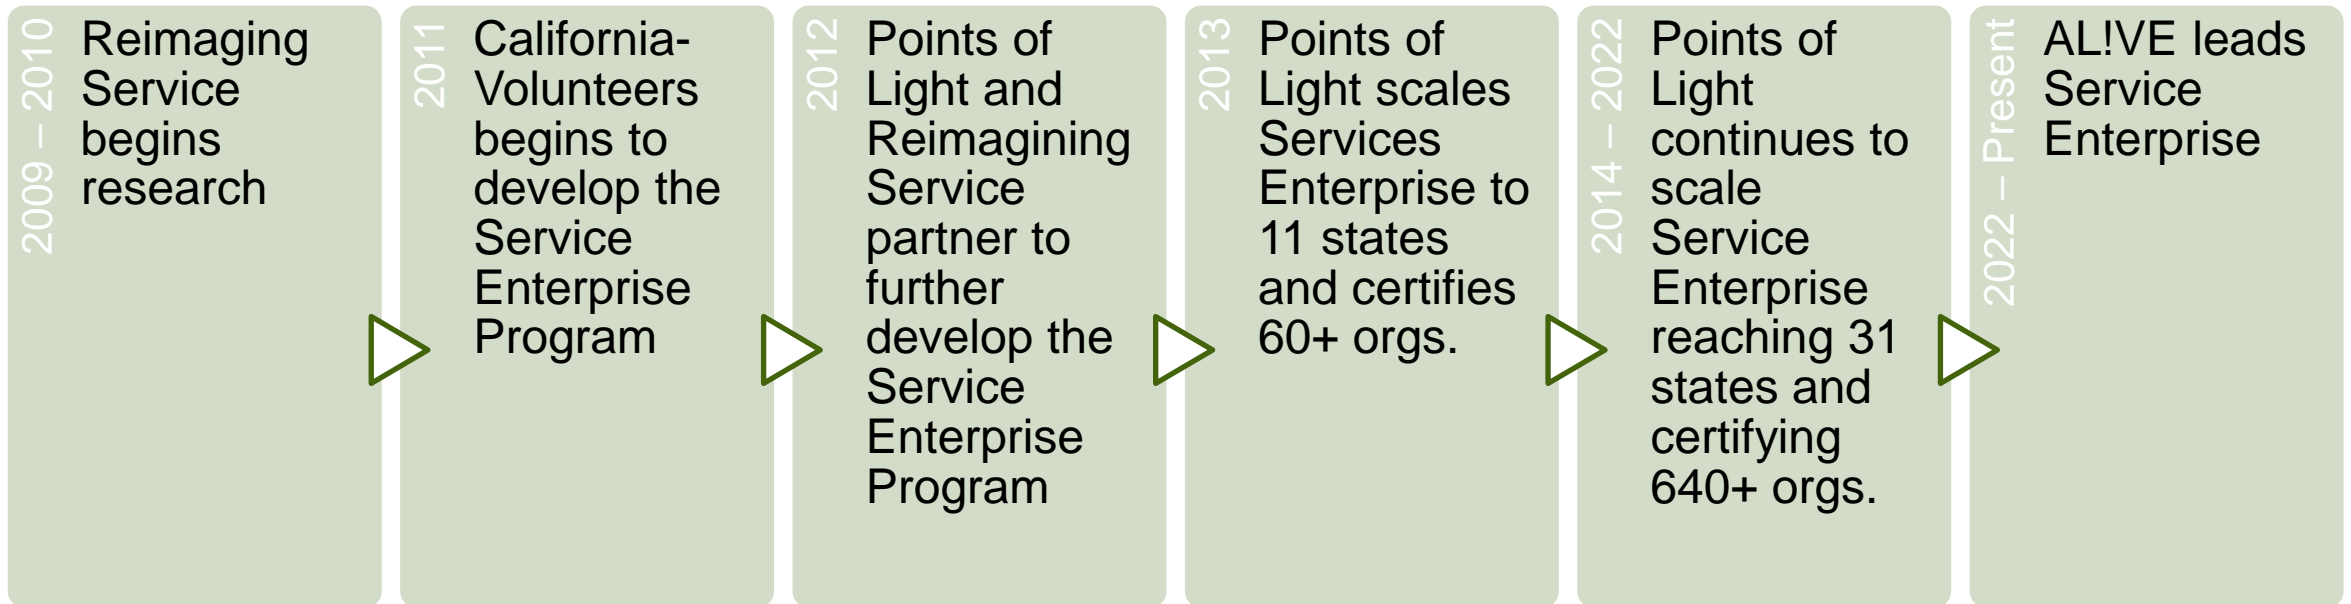 2009 – 2010
Reimaging
Service
begins
research
2011
California-
Volunteers
begins to
develop the
Service
Enterprise
Program
2012
Points of
Light and
Reimagining
Service
partner to
further
develop the
Service
Enterprise
Program
2013
Points of
Light scales
Services
Enterprise to
11 states
and certifies
60+ orgs.
2014 – 2022
Points of
Light
continues to
scale
Service
Enterprise
reaching 31
states and
certifying
640+ orgs.
2022 – Present
AL!VE leads
Service
Enterprise